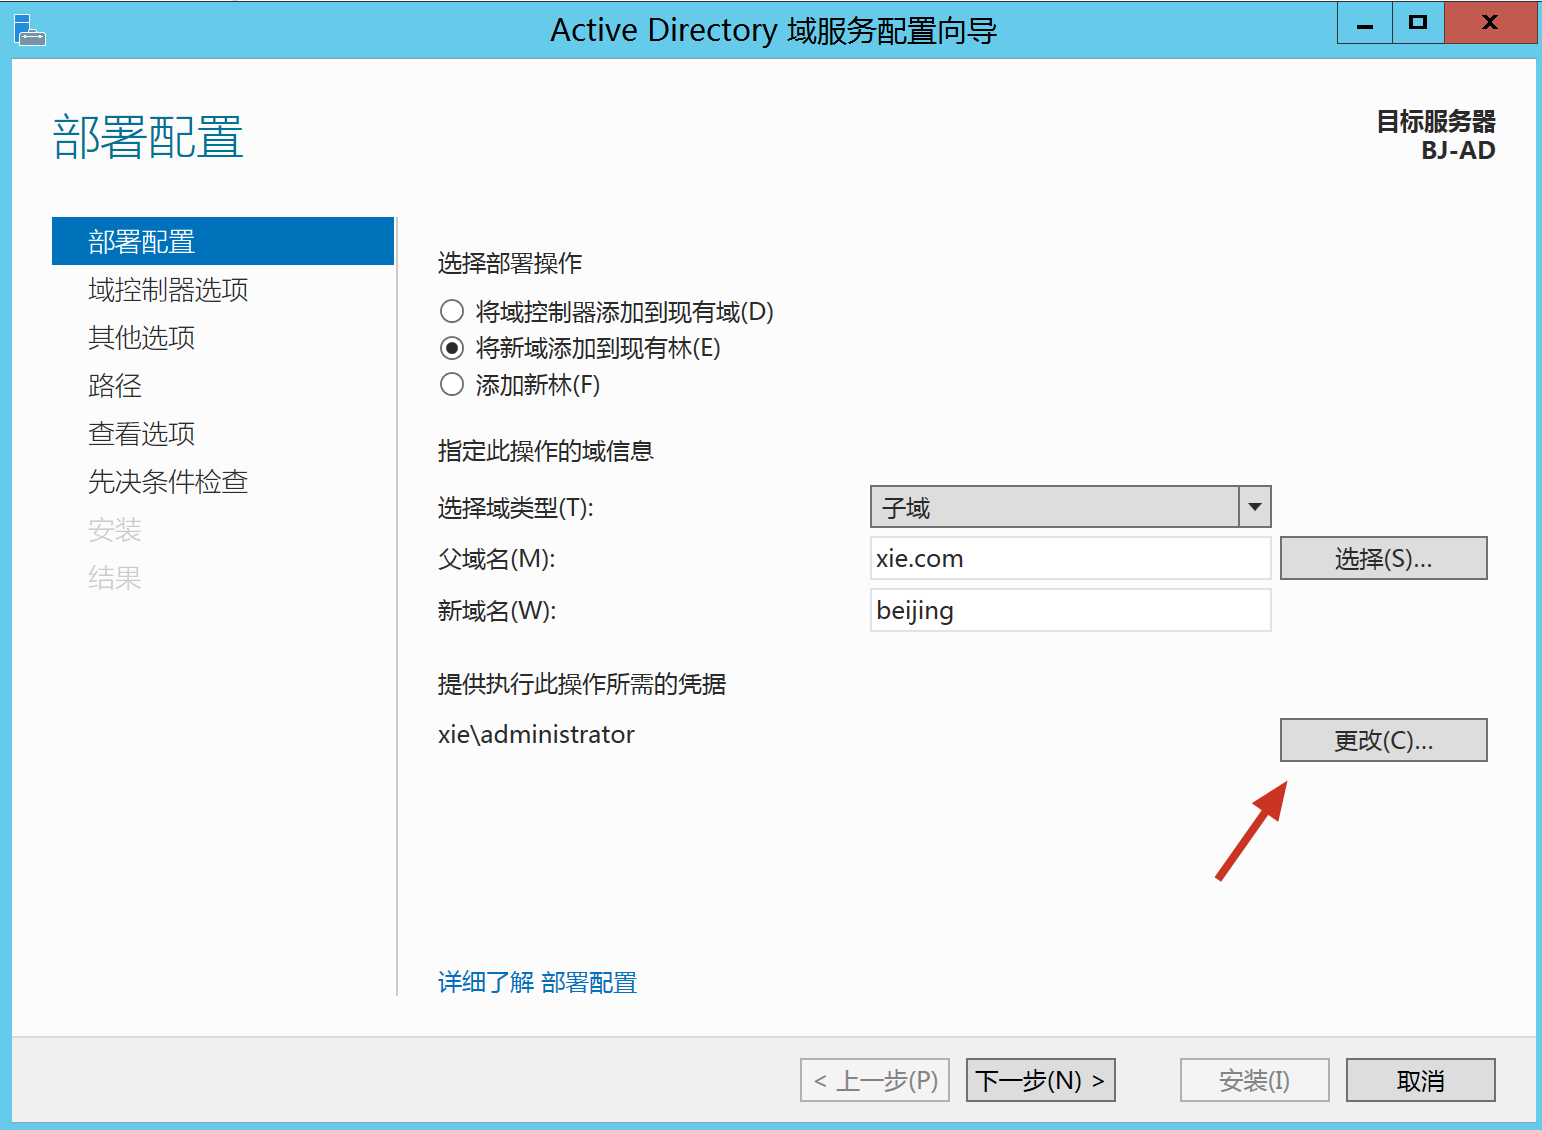 Active Directory 域服务配置向导
部署配置
目标服务器
BJ-AD
部署配置
域控制器选项
其他选项
路径
查看选项
先决条件检查
安装
结果
选择部署操作
将域控制器添加到现有域(D)
将新域添加到现有林(E)
添加新林(F)
指定此操作的域信息
选择域类型(T): 子域
父域名(M): xie.com 选择(S)...
新域名(W): beijing
提供执行此操作所需的凭据
xie\administrator 更改(C)...
详细了解 部署配置
< 上一步(P) 下一步(N) > 安装(I) 取消